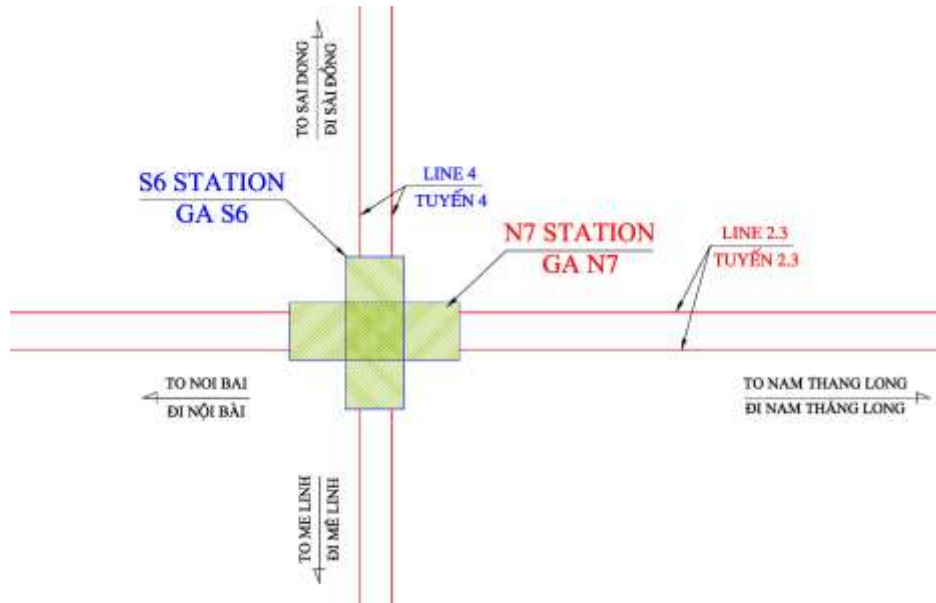 TO SAI DONG
ĐI SÀI ĐỒNG
S6 STATION
GA S6
LINE 4
TUYẾN 4
N7 STATION
GA N7
LINE 2.3
TUYẾN 2.3
TO NOI BAI
ĐI NỘI BÀI
TO NAM THANG LONG
ĐI NAM THĂNG LONG
TO ME LINH
ĐI MÊ LINH